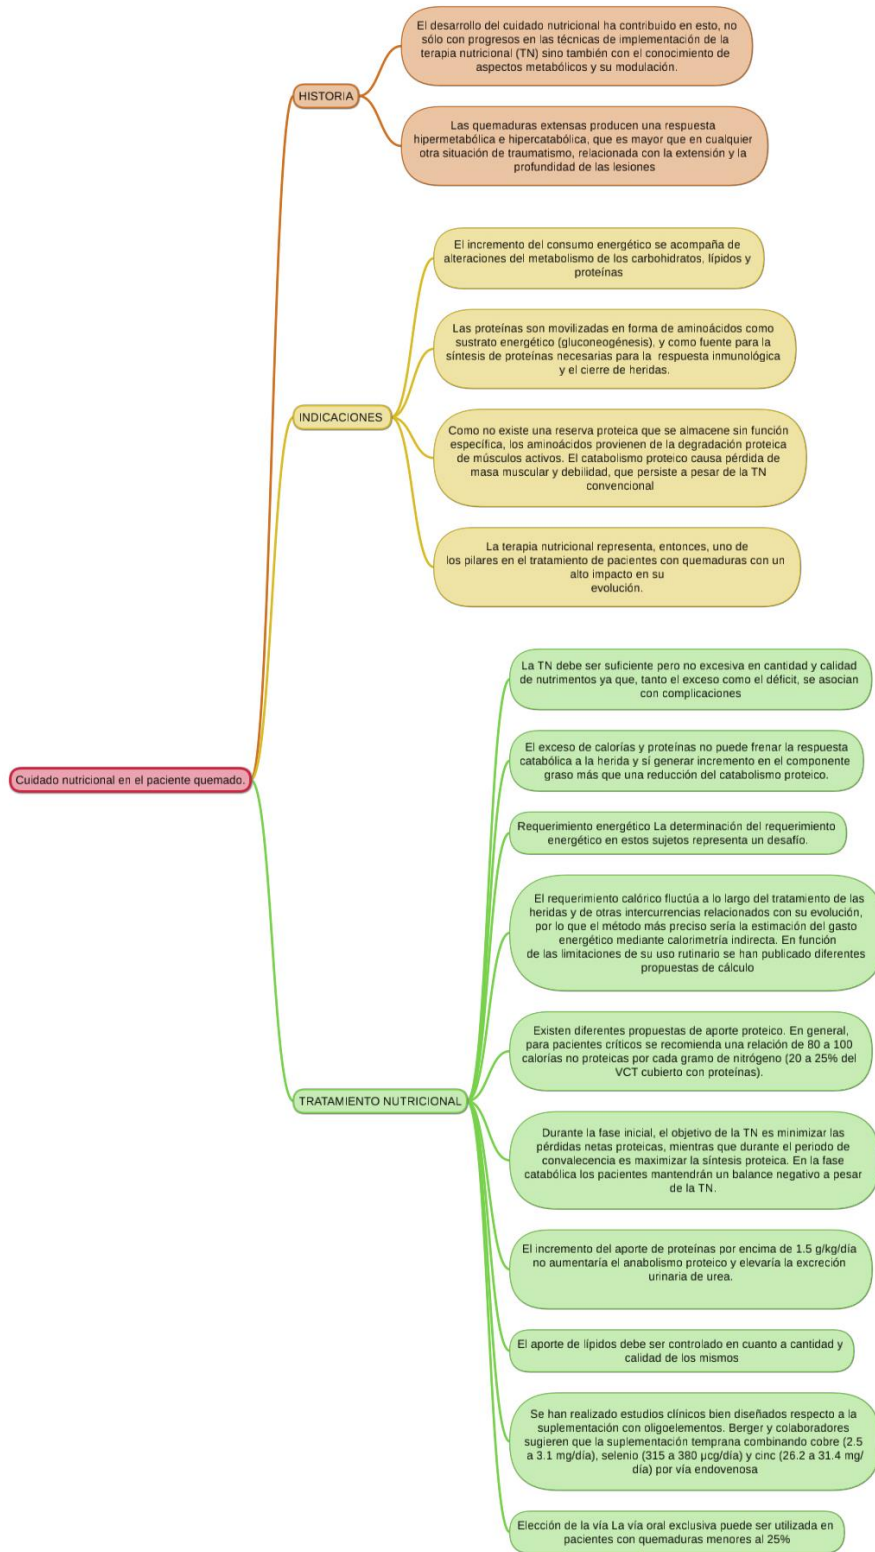 El desarrollo del cuidado nutricional ha contribuido en esto, no
sólo con progresos en las técnicas de implementación de la
terapia nutricional (TN) sino también con el conocimiento de
aspectos metabólicos y su modulación.
HISTORIA
Las quemaduras extensas producen una respuesta
hipermetabólica e hipercatabólica, que es mayor que en cualquier
otra situación de traumatismo, relacionada con la extensión y la
profundidad de las lesiones
El incremento del consumo energético se acompaña de
alteraciones del metabolismo de los carbohidratos, lípidos y
proteínas
Las proteínas son movilizadas en forma de aminoácidos como
sustrato energético (gluconeogénesis), y como fuente para la
síntesis de proteínas necesarias para la respuesta inmunológica
y el cierre de heridas.
INDICACIONES
Como no existe una reserva proteica que se almacene sin función
específica, los aminoácidos provienen de la degradación proteica
de músculos activos. El catabolismo proteico causa pérdida de
masa muscular y debilidad, que persiste a pesar de la TN
convencional
La terapia nutricional representa, entonces, uno de
los pilares en el tratamiento de pacientes con quemaduras con un
alto impacto en su
evolución.
Cuidado nutricional en el paciente quemado.
La TN debe ser suficiente pero no excesiva en cantidad y calidad
de nutrimentos ya que, tanto el exceso como el déficit, se asocian
con complicaciones
El exceso de calorías y proteínas no puede frenar la respuesta
catabólica a la herida y sí generar incremento en el componente
graso más que una reducción del catabolismo proteico.
Requerimiento energético La determinación del requerimiento
energético en estos sujetos representa un desafío.
El requerimiento calórico fluctúa a lo largo del tratamiento de las
heridas y de otras intercurrencias relacionados con su evolución,
por lo que el método más preciso sería la estimación del gasto
energético mediante calorimetría indirecta. En función
de las limitaciones de su uso rutinario se han publicado diferentes
propuestas de cálculo
Existen diferentes propuestas de aporte proteico. En general,
para pacientes críticos se recomienda una relación de 80 a 100
calorías no proteicas por cada gramo de nitrógeno (20 a 25% del
VCT cubierto con proteínas).
TRATAMIENTO NUTRICIONAL
Durante la fase inicial, el objetivo de la TN es minimizar las
pérdidas netas proteicas, mientras que durante el periodo de
convalecencia es maximizar la síntesis proteica. En la fase
catabólica los pacientes mantendrán un balance negativo a pesar
de la TN.
El incremento del aporte de proteínas por encima de 1.5 g/kg/día
no aumentaría el anabolismo proteico y elevaría la excreción
urinaria de urea.
El aporte de lípidos debe ser controlado en cuanto a cantidad y
calidad de los mismos
Se han realizado estudios clínicos bien diseñados respecto a la
suplementación con oligoelementos. Berger y colaboradores
sugieren que la suplementación temprana combinando cobre (2.5
a 3.1 mg/día), selenio (315 a 380 μcg/día) y cinc (26.2 a 31.4 mg/
día) por vía endovenosa
Elección de la vía La vía oral exclusiva puede ser utilizada en
pacientes con quemaduras menores al 25%